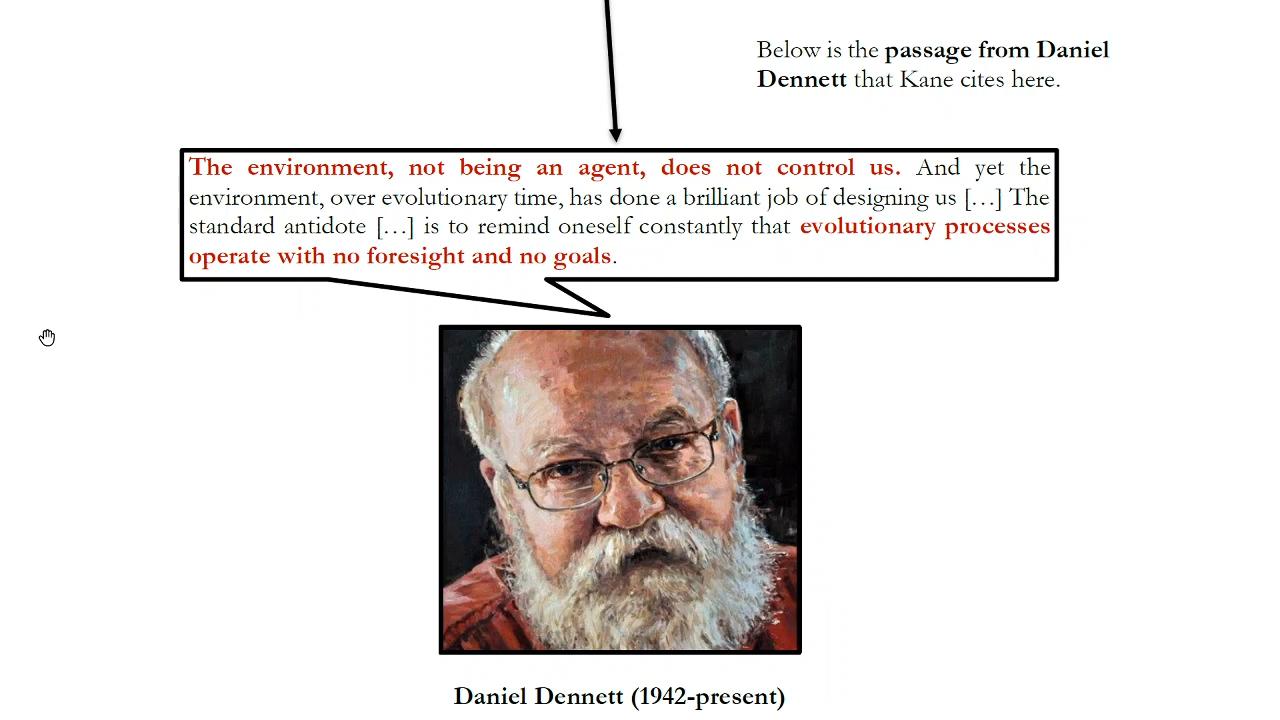 Below is the passage from Daniel
Dennett that Kane cites here.
The environment, not being an agent, does not control us. And yet the
environment, over evolutionary time, has done a brilliant job of designing us […] The
standard antidote […] is to remind oneself constantly that evolutionary processes
operate with no foresight and no goals.
Daniel Dennett (1942-present)